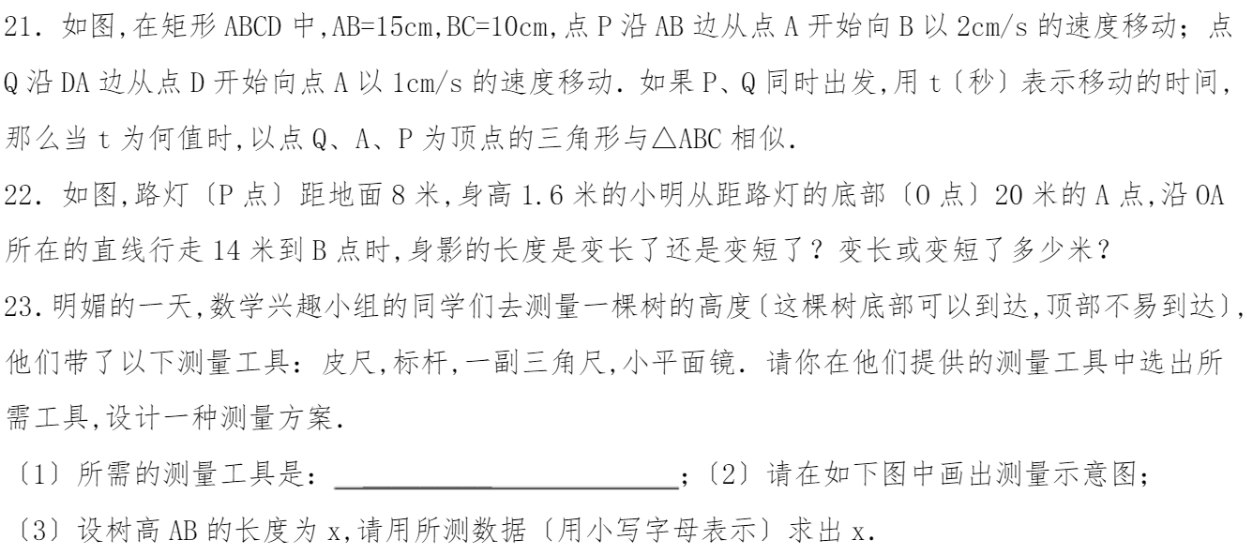 21. 如图,在矩形 ABCD 中,AB=15cm,BC=10cm,点 P 沿 AB 边从点 A 开始向 B 以 2cm/s 的速度移动；点
Q 沿 DA 边从点 D 开始向点 A 以 1cm/s 的速度移动．如果 P、Q 同时出发,用 t〔秒〕表示移动的时间,
那么当 t 为何值时,以点 Q、A、P 为顶点的三角形与△ABC 相似．
22. 如图,路灯〔P 点〕距地面 8 米,身高 1.6 米的小明从距路灯的底部〔O 点〕20 米的 A 点,沿 OA
所在的直线行走 14 米到 B 点时,身影的长度是变长了还是变短了？变长或变短了多少米？
23. 明媚的一天,数学兴趣小组的同学们去测量一棵树的高度〔这棵树底部可以到达,顶部不易到达〕,
他们带了以下测量工具：皮尺,标杆,一副三角尺,小平面镜．请你在他们提供的测量工具中选出所
需工具,设计一种测量方案．
〔1〕所需的测量工具是：____________________；〔2〕请在如下图中画出测量示意图；
〔3〕设树高 AB 的长度为 x,请用所测数据〔用小写字母表示〕求出 x．